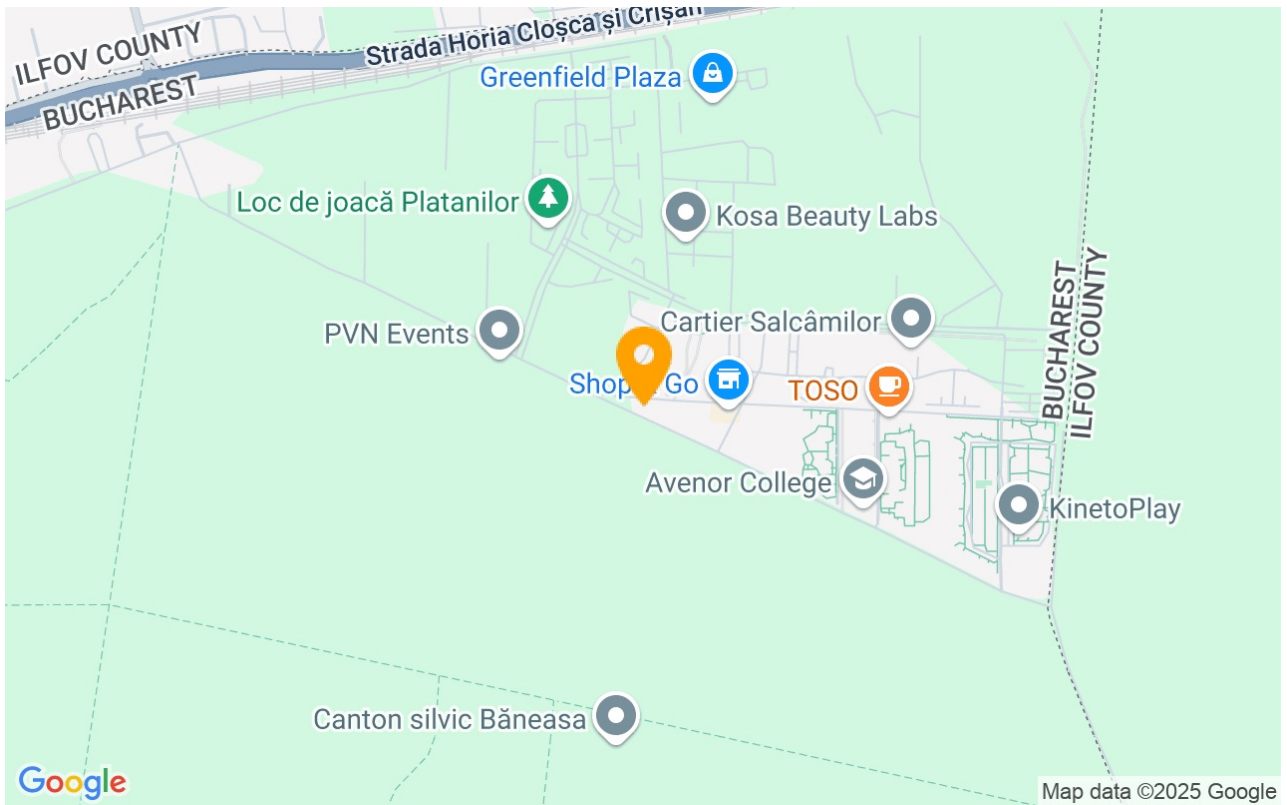 ILFOV COUNTY
BUCHAREST
Strada Horia Cloșca și Crișan
Greenfield Plaza
Loc de joacă Platanilor
Kosa Beauty Labs
PVN Events
Cartier Salcâmilor
BUCHAREST
ILFOV COUNTY
Go
TOSO
Avenor College
KinetoPlay
Canton silvic Băneasa
Google
Map data ©2025 Google